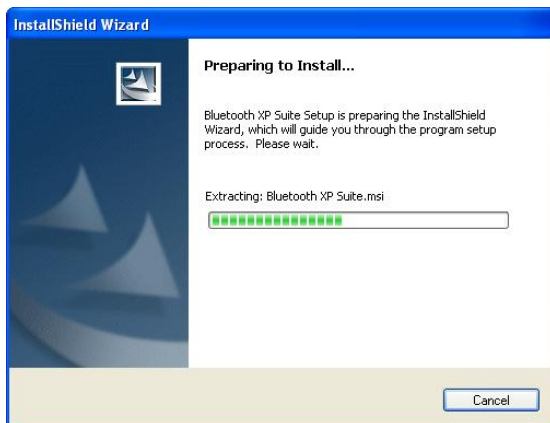 InstallShield Wizard
Preparing to Install...
Bluetooth XP Suite Setup is preparing the InstallShield
Wizard, which will guide you through the program setup
process. Please wait.
Extracting: Bluetooth XP Suite.msi
Cancel